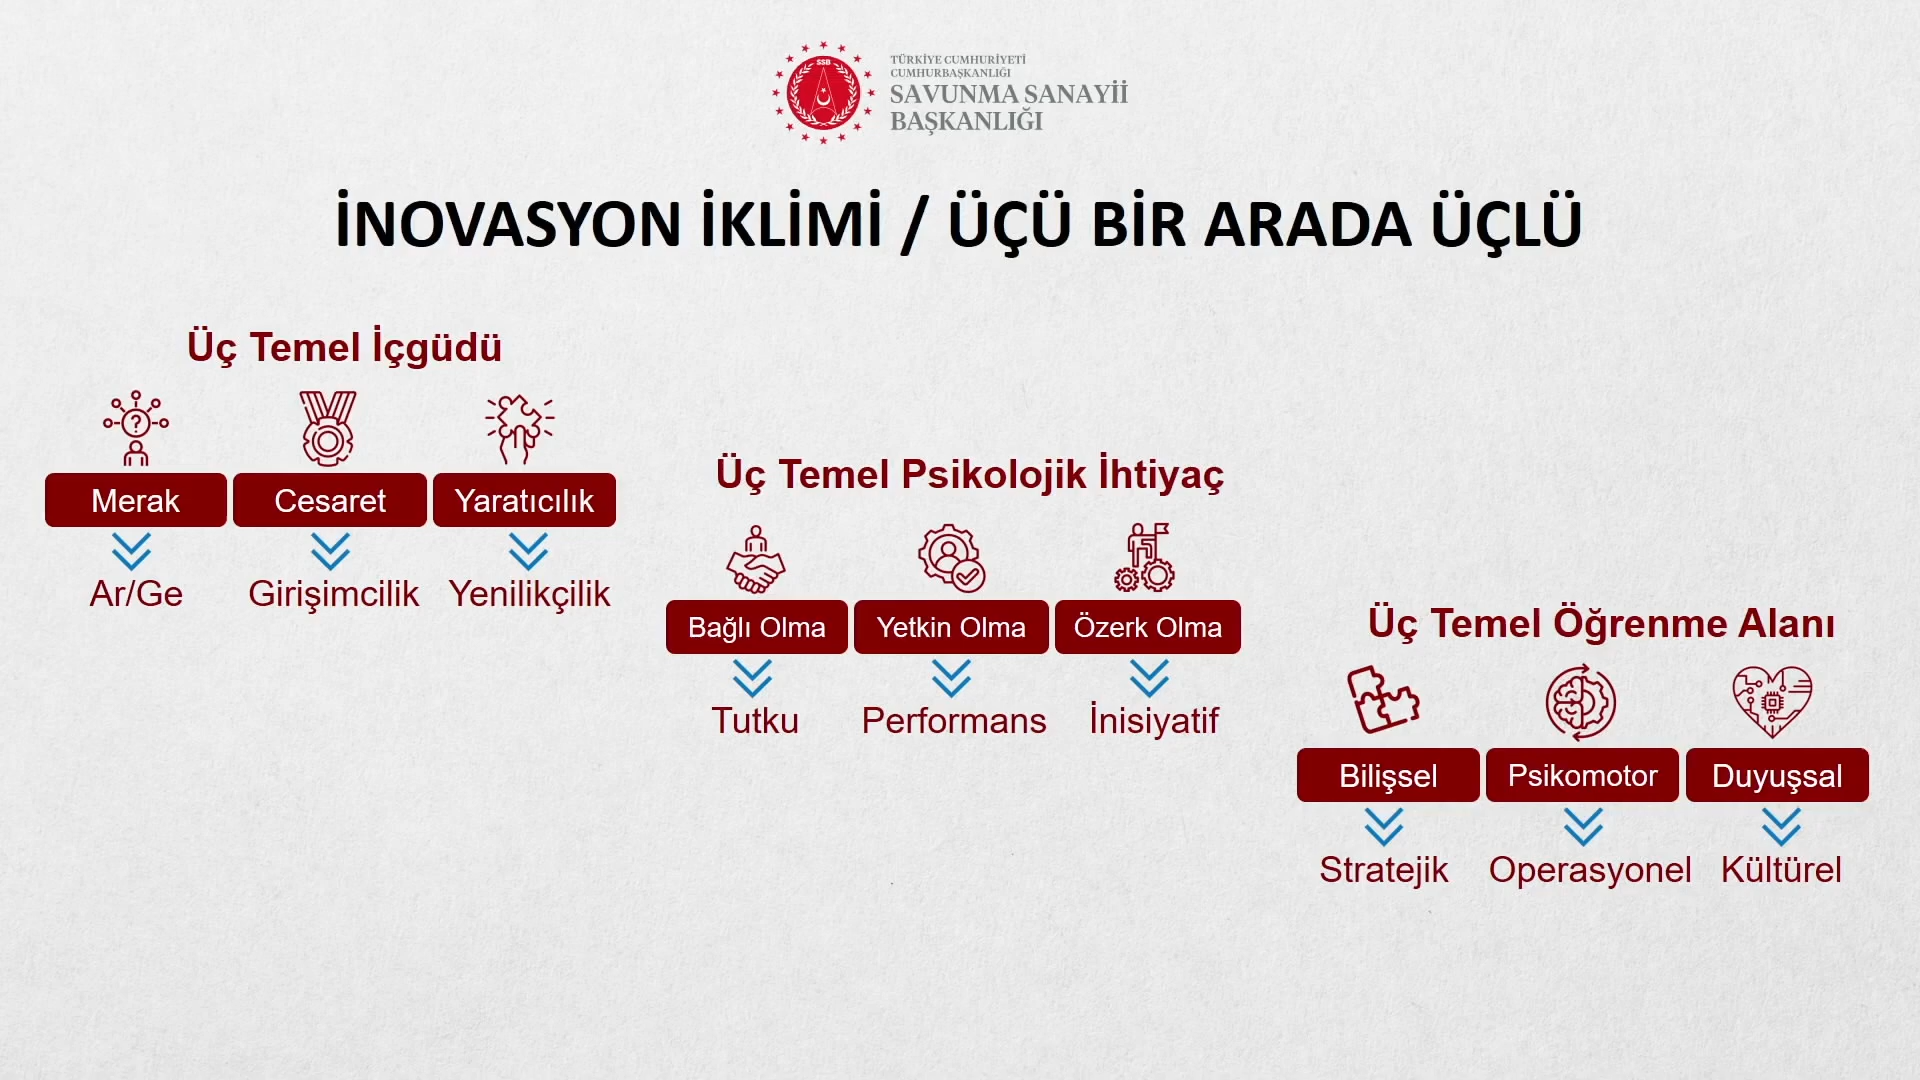 SSB
TÜRKİYE CUMHURİYETİ
CUMHURBAŞKANLIĞI
SAVUNMA SANAYİİ
BAŞKANLIĞI
İNOVASYON İKLİMİ / ÜÇÜ BİR ARADA ÜÇLÜ
Üç Temel İçgüdü
Merak Cesaret Yaratıcılık
Ar/Ge Girişimcilik Yenilikçilik
Üç Temel Psikolojik İhtiyaç
Bağlı Olma Yetkin Olma Özerk Olma
Tutku Performans İnisiyatif
Üç Temel Öğrenme Alanı
Bilişsel Psikomotor Duyuşsal
Stratejik Operasyonel Kültürel